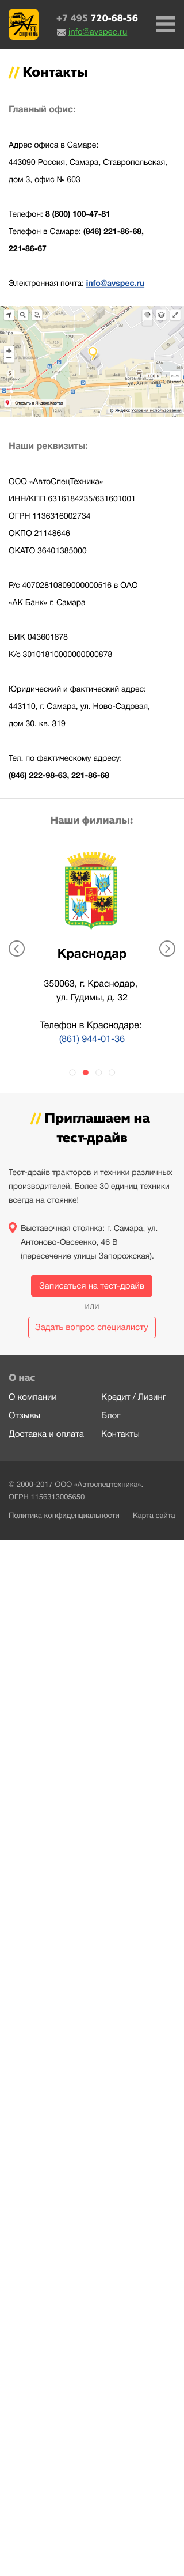 +7 495 720-68-56
info@avspec.ru
// Контакты
Главный офис:
Адрес офиса в Самаре:
443090 Россия, Самара, Ставропольская,
дом 3, офис № 603
Телефон: 8 (800) 100-47-81
Телефон в Самаре: (846) 221-86-68,
221-86-67
Электронная почта: info@avspec.ru
Открыть в Яндекс.Картах
© Яндекс Условия использования
Наши реквизиты:
ООО «АвтоСпецТехника»
ИНН/КПП 6316184235/631601001
ОГРН 1136316002734
ОКПО 21148646
ОКАТО 36401385000
Р/с 40702810809000000516 в ОАО
«АК Банк» г. Самара
БИК 043601878
К/с 30101810000000000878
Юридический и фактический адрес:
443110, г. Самара, ул. Ново-Садовая,
дом 30, кв. 319
Тел. по фактическому адресу:
(846) 222-98-63, 221-86-68
Наши филиалы:
Краснодар
350063, г. Краснодар,
ул. Гудимы, д. 32
Телефон в Краснодаре:
(861) 944-01-36
// Приглашаем на
тест-драйв
Тест-драйв тракторов и техники различных
производителей. Более 30 единиц техники
всегда на стоянке!
Выставочная стоянка: г. Самара, ул.
Антоново-Овсеенко, 46 В
(пересечение улицы Запорожская).
Записаться на тест-драйв
или
Задать вопрос специалисту
О нас
О компании
Кредит / Лизинг
Отзывы
Блог
Доставка и оплата
Контакты
© 2000-2017 ООО «Автоспецтехника».
ОГРН 1156313005650
Политика конфиденциальности
Карта сайта